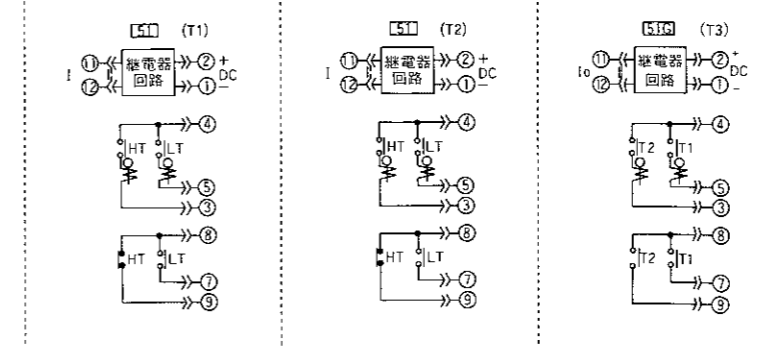 51 (T1)
I ⑪ 継電器 ② + DC
⑫ 回路 ① −
④
HT LT
⑤
③
⑧
HT LT
⑦
⑨
51 (T2)
I ⑪ 継電器 ② + DC
⑫ 回路 ① −
④
HT LT
⑤
③
⑧
HT LT
⑦
⑨
51G (T3)
Io ⑪ 継電器 ② + DC
⑫ 回路 ① -
④
T2 T1
⑤
③
⑧
T2 T1
⑦
⑨